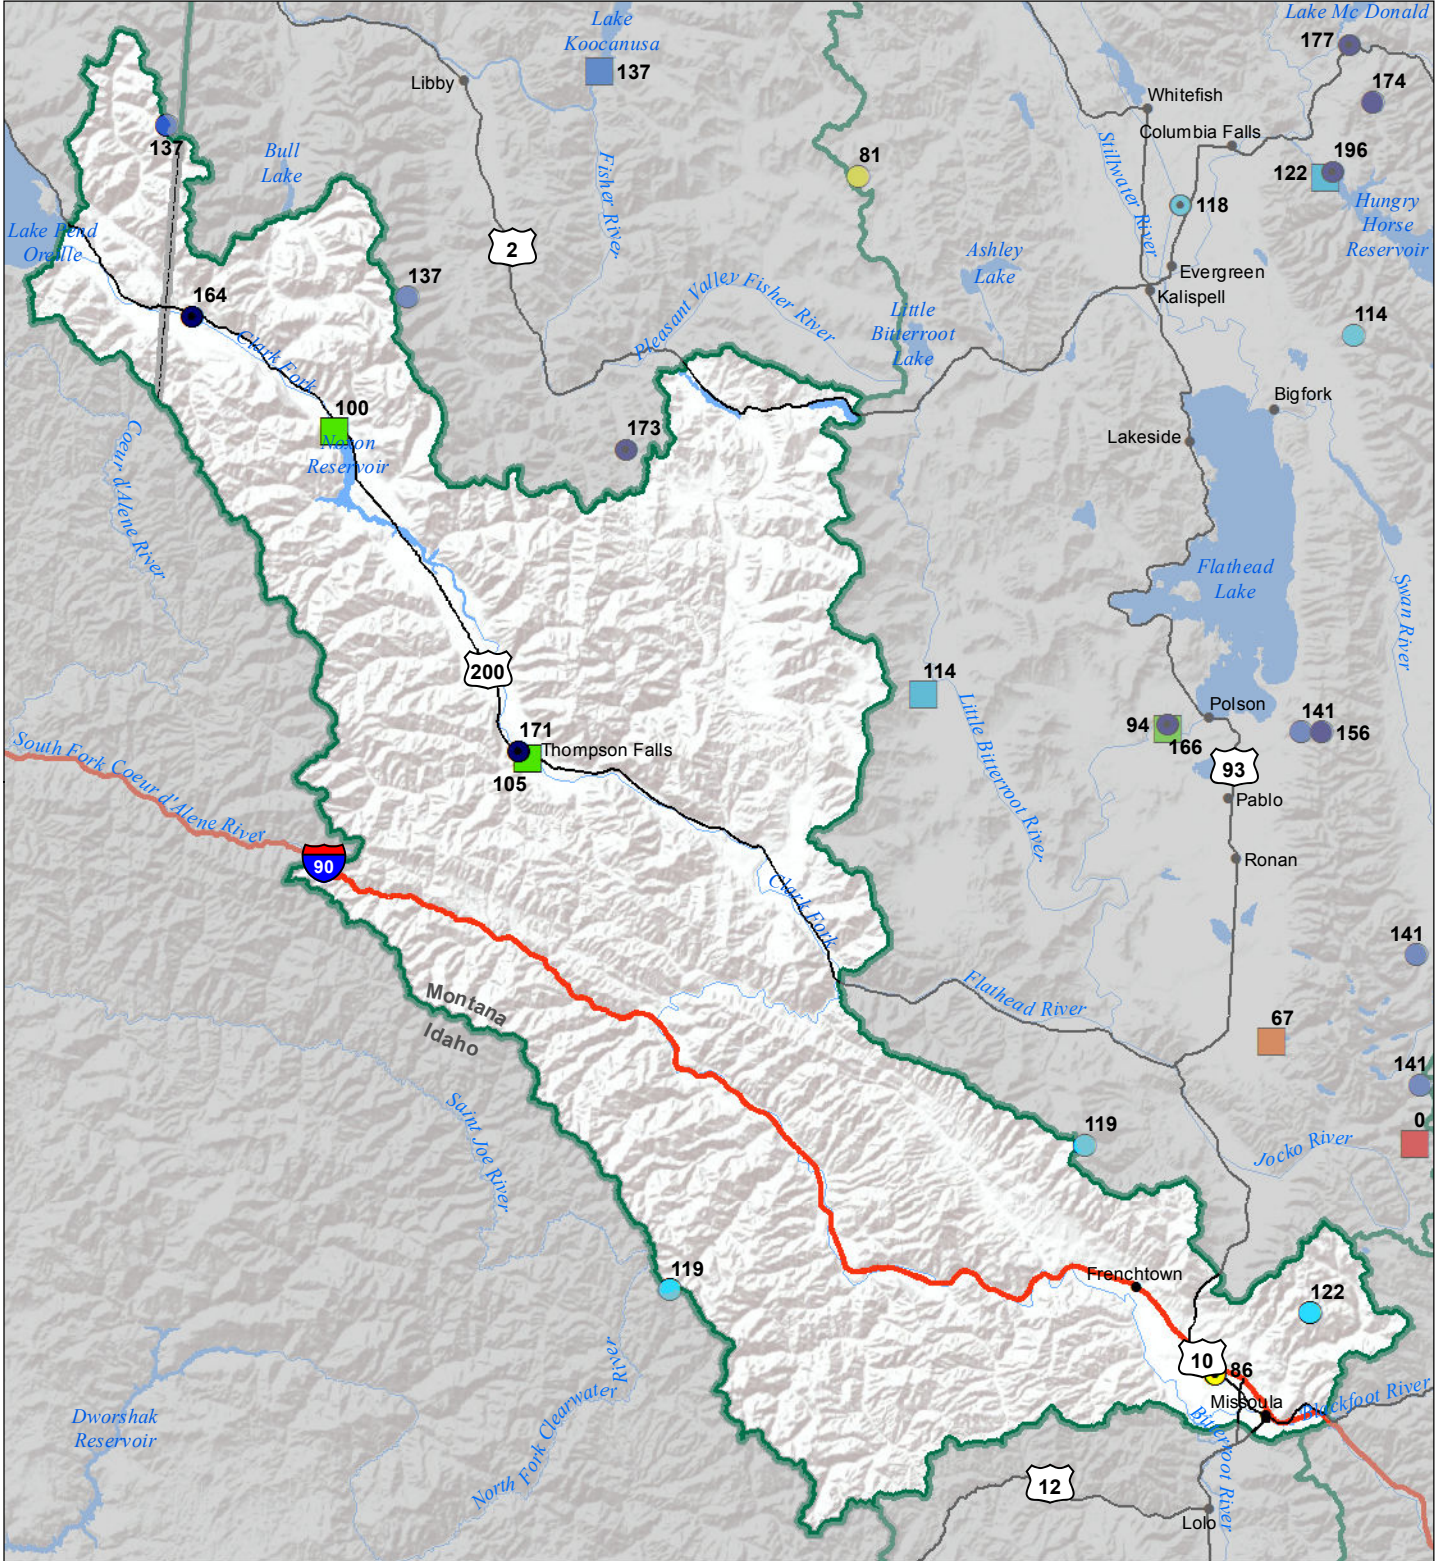 Lake Mc Donald
177
Lake
Koocanusa
137
Libby
174
Whitefish
Columbia Falls
137
Bull
Lake
81
196
122
Fisher River
Stillwater River
118
Hungry
Horse
Reservoir
Lake Pend
Oreille
2
Ashley
Lake
Evergreen
137
Kalispell
164
Pleasant Valley Fisher River
Little
Bitterroot
Lake
114
Clark Fork
Bigfork
100
173
Lakeside
Noxon
Reservoir
Coeur d'Alene River
Flathead
Lake
Swan River
200
114
Little Bitterroot River
Polson
171
Thompson Falls
94
166
141
156
105
93
South Fork Coeur d'Alene River
Pablo
90
Ronan
Clark Fork
141
Montana
Idaho
Flathead River
67
141
Saint Joe River
119
0
Jocko River
119
Frenchtown
122
10
86
Missoula
Blackfoot River
North Fork Clearwater
River
Dworshak
Reservoir
Bitterroot River
12
Lolo